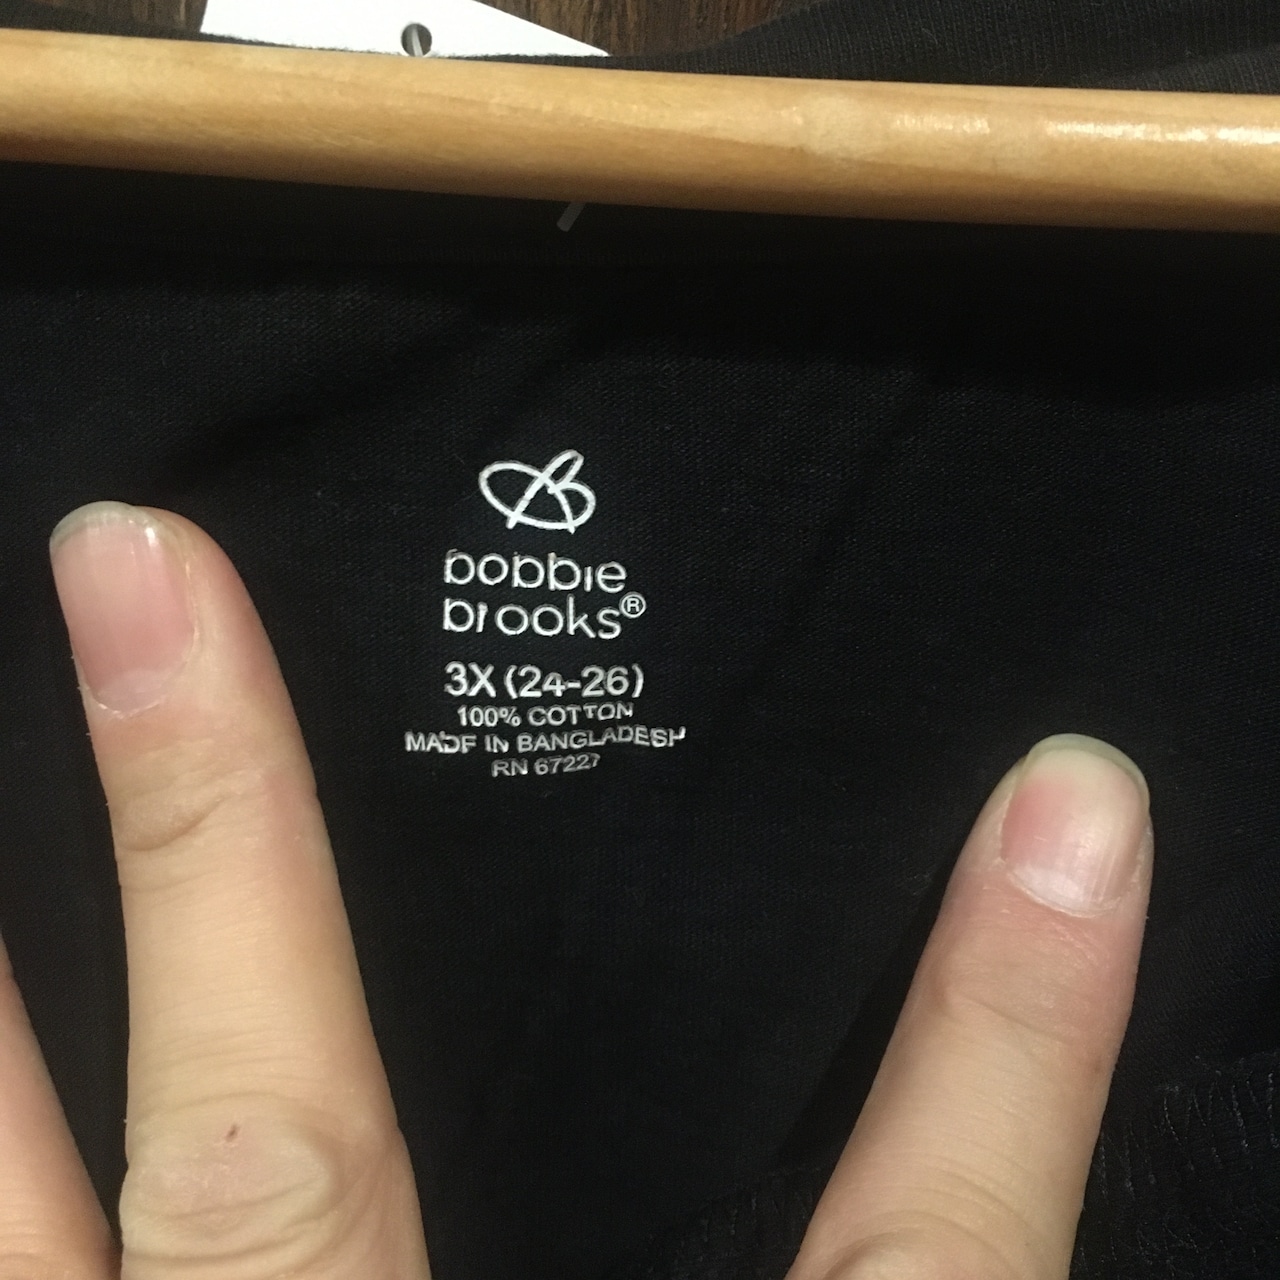 bobbie
brooks®
3X (24-26)
100% COTTON
MADE IN BANGLADESH
RN 67227